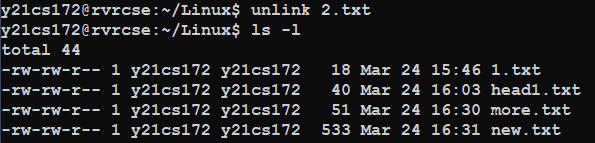 y21cs172@rvrcse:~/Linux$ unlink 2.txt
y21cs172@rvrcse:~/Linux$ ls -l
total 44
-rw-rw-r-- 1 y21cs172 y21cs172   18 Mar 24 15:46 1.txt
-rw-rw-r-- 1 y21cs172 y21cs172   40 Mar 24 16:03 head1.txt
-rw-rw-r-- 1 y21cs172 y21cs172   51 Mar 24 16:30 more.txt
-rw-rw-r-- 1 y21cs172 y21cs172  533 Mar 24 16:31 new.txt